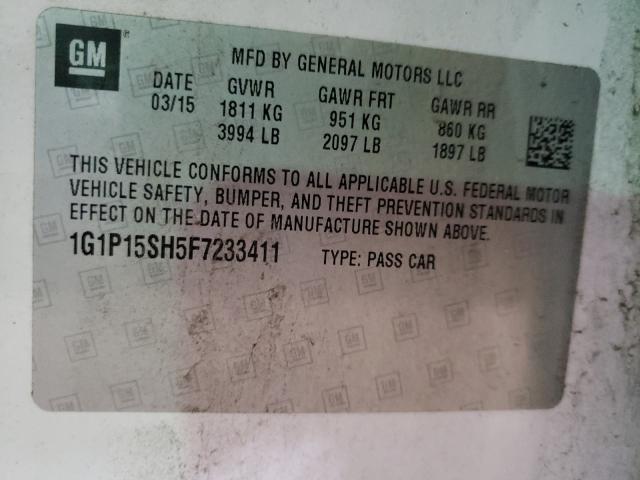 GM
MFD BY GENERAL MOTORS LLC
DATE GVWR GAWR FRT GAWR RR
03/15 1811 KG 951 KG 860 KG
3994 LB 2097 LB 1897 LB
THIS VEHICLE CONFORMS TO ALL APPLICABLE U.S. FEDERAL MOTOR
VEHICLE SAFETY, BUMPER, AND THEFT PREVENTION STANDARDS IN
EFFECT ON THE DATE OF MANUFACTURE SHOWN ABOVE.
1G1P15SH5F7233411 TYPE: PASS CAR